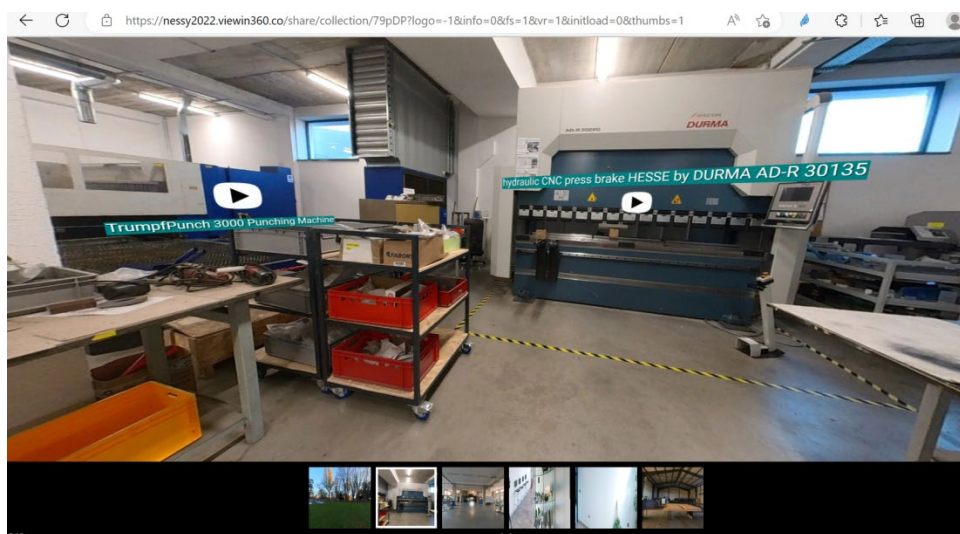 https://nessy2022.viewin360.co/share/collection/79pDP?logo=-1&info=0&fs=1&vr=1&initload=0&thumbs=1
DURMA
hydraulic CNC press brake HESSE by DURMA AD-R 30135
TrumpfPunch 3000 Punching Machine